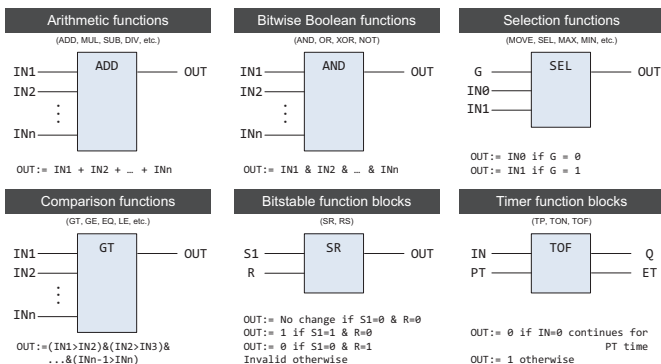 Arithmetic functions
(ADD, MUL, SUB, DIV, etc.)
ADD
IN1
OUT
IN2
⋮
INn
OUT:= IN1 + IN2 + … + INn
Bitwise Boolean functions
(AND, OR, XOR, NOT)
AND
IN1
OUT
IN2
⋮
INn
OUT:= IN1 & IN2 & … & INn
Selection functions
(MOVE, SEL, MAX, MIN, etc.)
SEL
G
OUT
IN0
IN1
OUT:= IN0 if G = 0
OUT:= IN1 if G = 1
Comparison functions
(GT, GE, EQ, LE, etc.)
GT
IN1
OUT
IN2
⋮
INn
OUT:=(IN1>IN2)&(IN2>IN3)&
...&(INn-1>INn)
Bitstable function blocks
(SR, RS)
SR
S1
OUT
R
OUT:= No change if S1=0 & R=0
OUT:= 1 if S1=1 & R=0
OUT:= 0 if S1=0 & R=1
Invalid otherwise
Timer function blocks
(TP, TON, TOF)
TOF
IN
Q
PT
ET
OUT:= 0 if IN=0 continues for
PT time
OUT:= 1 otherwise